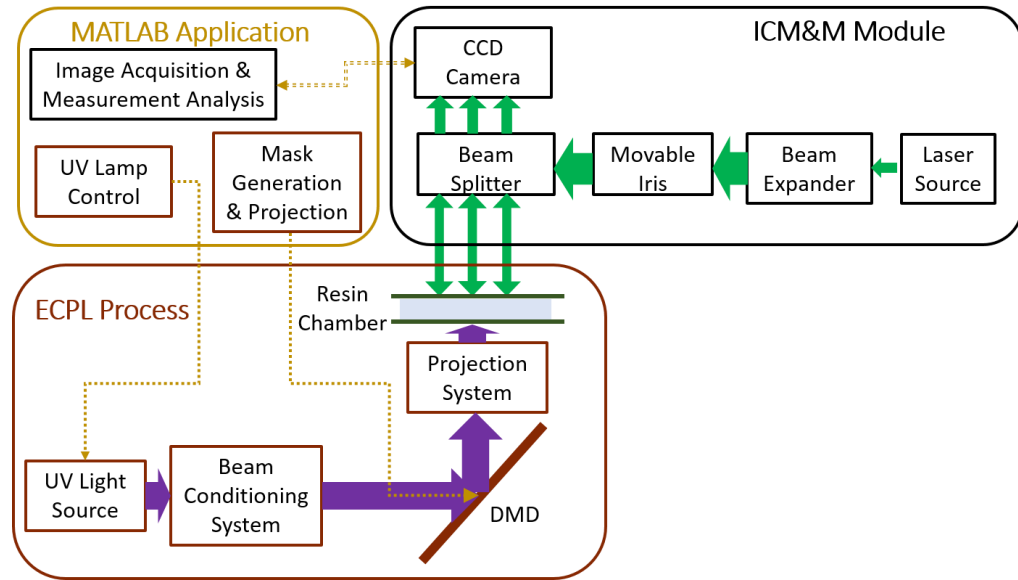 MATLAB Application
Image Acquisition &
Measurement Analysis
UV Lamp
Control
Mask
Generation
& Projection
ICM&M Module
CCD
Camera
Beam
Splitter
Movable
Iris
Beam
Expander
Laser
Source
ECPL Process
Resin
Chamber
Projection
System
UV Light
Source
Beam
Conditioning
System
DMD